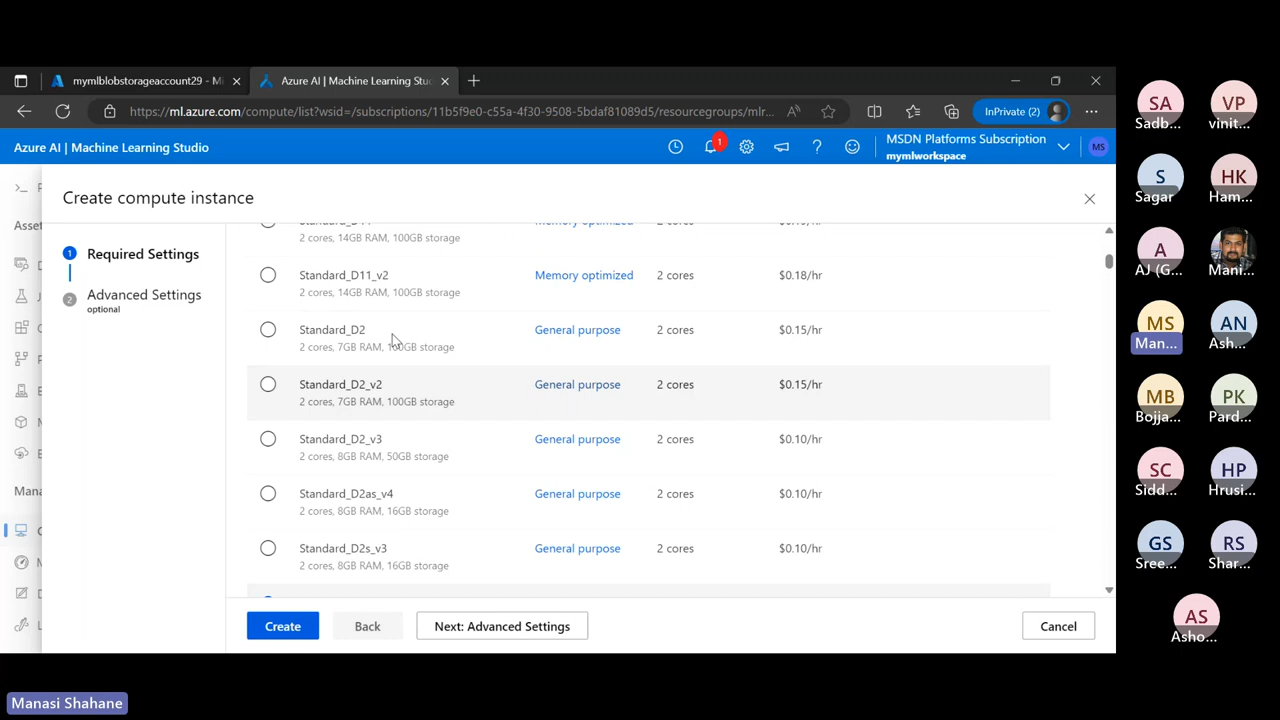 mymlblobstorageaccount29 - Mi
Azure AI | Machine Learning Stu
https://ml.azure.com/compute/list?wsid=/subscriptions/11b5f9e0-c55a-4f30-9508-5bdaf81089d5/resourcegroups/mlr...
InPrivate (2)
Azure AI | Machine Learning Studio
1
MSDN Platforms Subscription
mymlworkspace
MS
Create compute instance
Asset
Mana
1
Required Settings
2
Advanced Settings
optional
2 cores, 14GB RAM, 100GB storage
Standard_D11_v2 Memory optimized 2 cores $0.18/hr
2 cores, 14GB RAM, 100GB storage
Standard_D2 General purpose 2 cores $0.15/hr
2 cores, 7GB RAM, 100GB storage
Standard_D2_v2 General purpose 2 cores $0.15/hr
2 cores, 7GB RAM, 100GB storage
Standard_D2_v3 General purpose 2 cores $0.10/hr
2 cores, 8GB RAM, 50GB storage
Standard_D2as_v4 General purpose 2 cores $0.10/hr
2 cores, 8GB RAM, 16GB storage
Standard_D2s_v3 General purpose 2 cores $0.10/hr
2 cores, 8GB RAM, 16GB storage
Create Back Next: Advanced Settings Cancel
SA VP
Sadb... vinit...
S HK
Sagar Ham...
A
AJ (G... Mani...
MS AN
Man... Ash...
MB PK
Bojja... Pard...
SC HP
Sidd... Hrusi...
GS RS
Sree... Shar...
AS
Asho...
Manasi Shahane